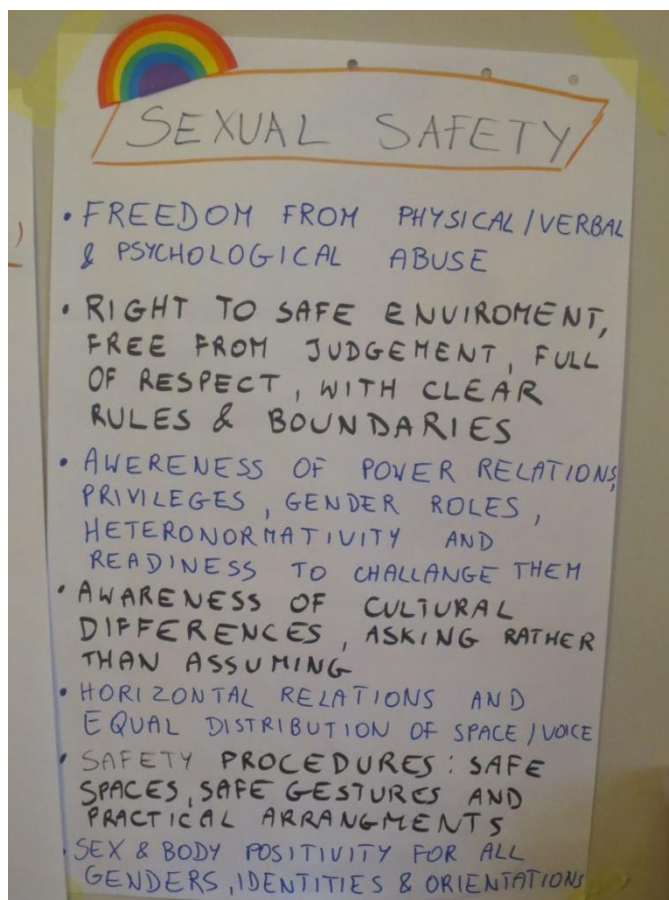 SEXUAL SAFETY
• FREEDOM FROM PHYSICAL/VERBAL
& PSYCHOLOGICAL ABUSE
• RIGHT TO SAFE ENVIROMENT,
FREE FROM JUDGEMENT, FULL
OF RESPECT, WITH CLEAR
RULES & BOUNDARIES
• AWERENESS OF POWER RELATIONS,
PRIVILEGES, GENDER ROLES,
HETERONORMATIVITY AND
READINESS TO CHALLANGE THEM
• AWARENESS OF CULTURAL
DIFFERENCES, ASKING RATHER
THAN ASSUMING
• HORIZONTAL RELATIONS AND
EQUAL DISTRIBUTION OF SPACE/VOICE
• SAFETY PROCEDURES: SAFE
SPACES, SAFE GESTURES AND
PRACTICAL ARRANGMENTS
• SEX & BODY POSITIVITY FOR ALL
GENDERS, IDENTITIES & ORIENTATIONS